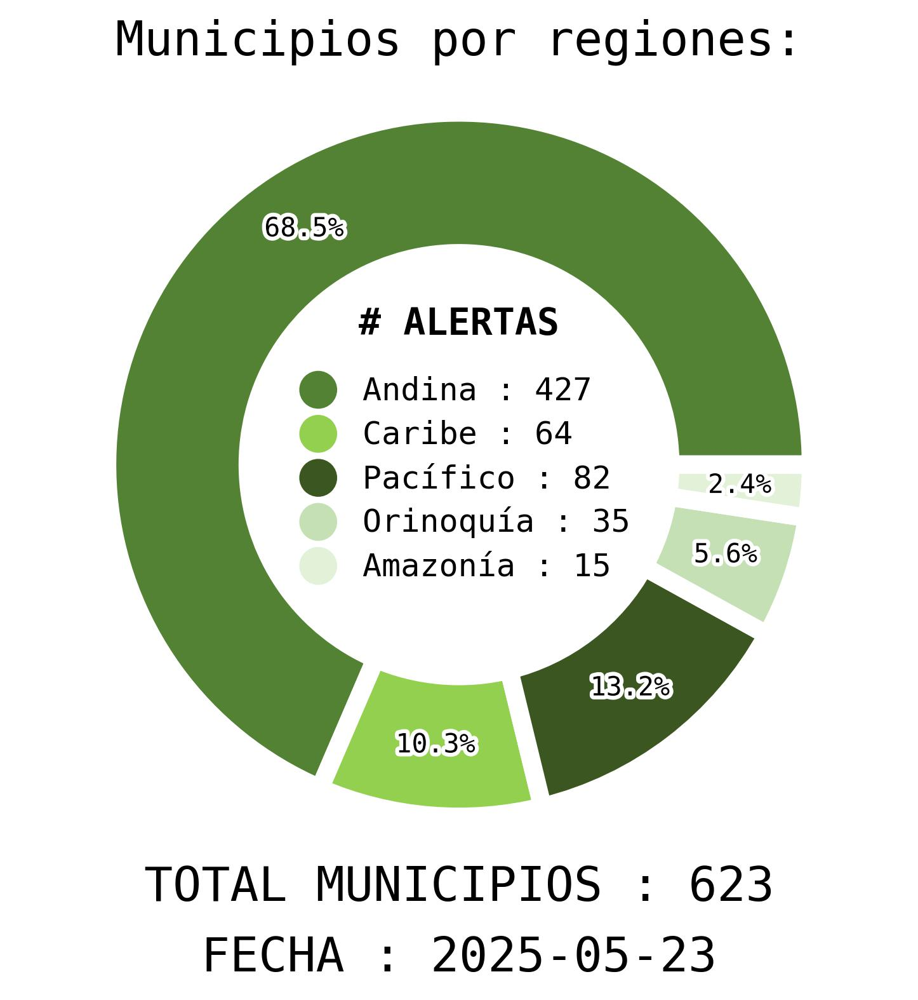 Municipios por regiones:
68.5%
# ALERTAS
Andina : 427
Caribe : 64
Pacífico : 82
Orinoquía : 35
Amazonía : 15
2.4%
5.6%
13.2%
10.3%
TOTAL MUNICIPIOS : 623
FECHA : 2025-05-23